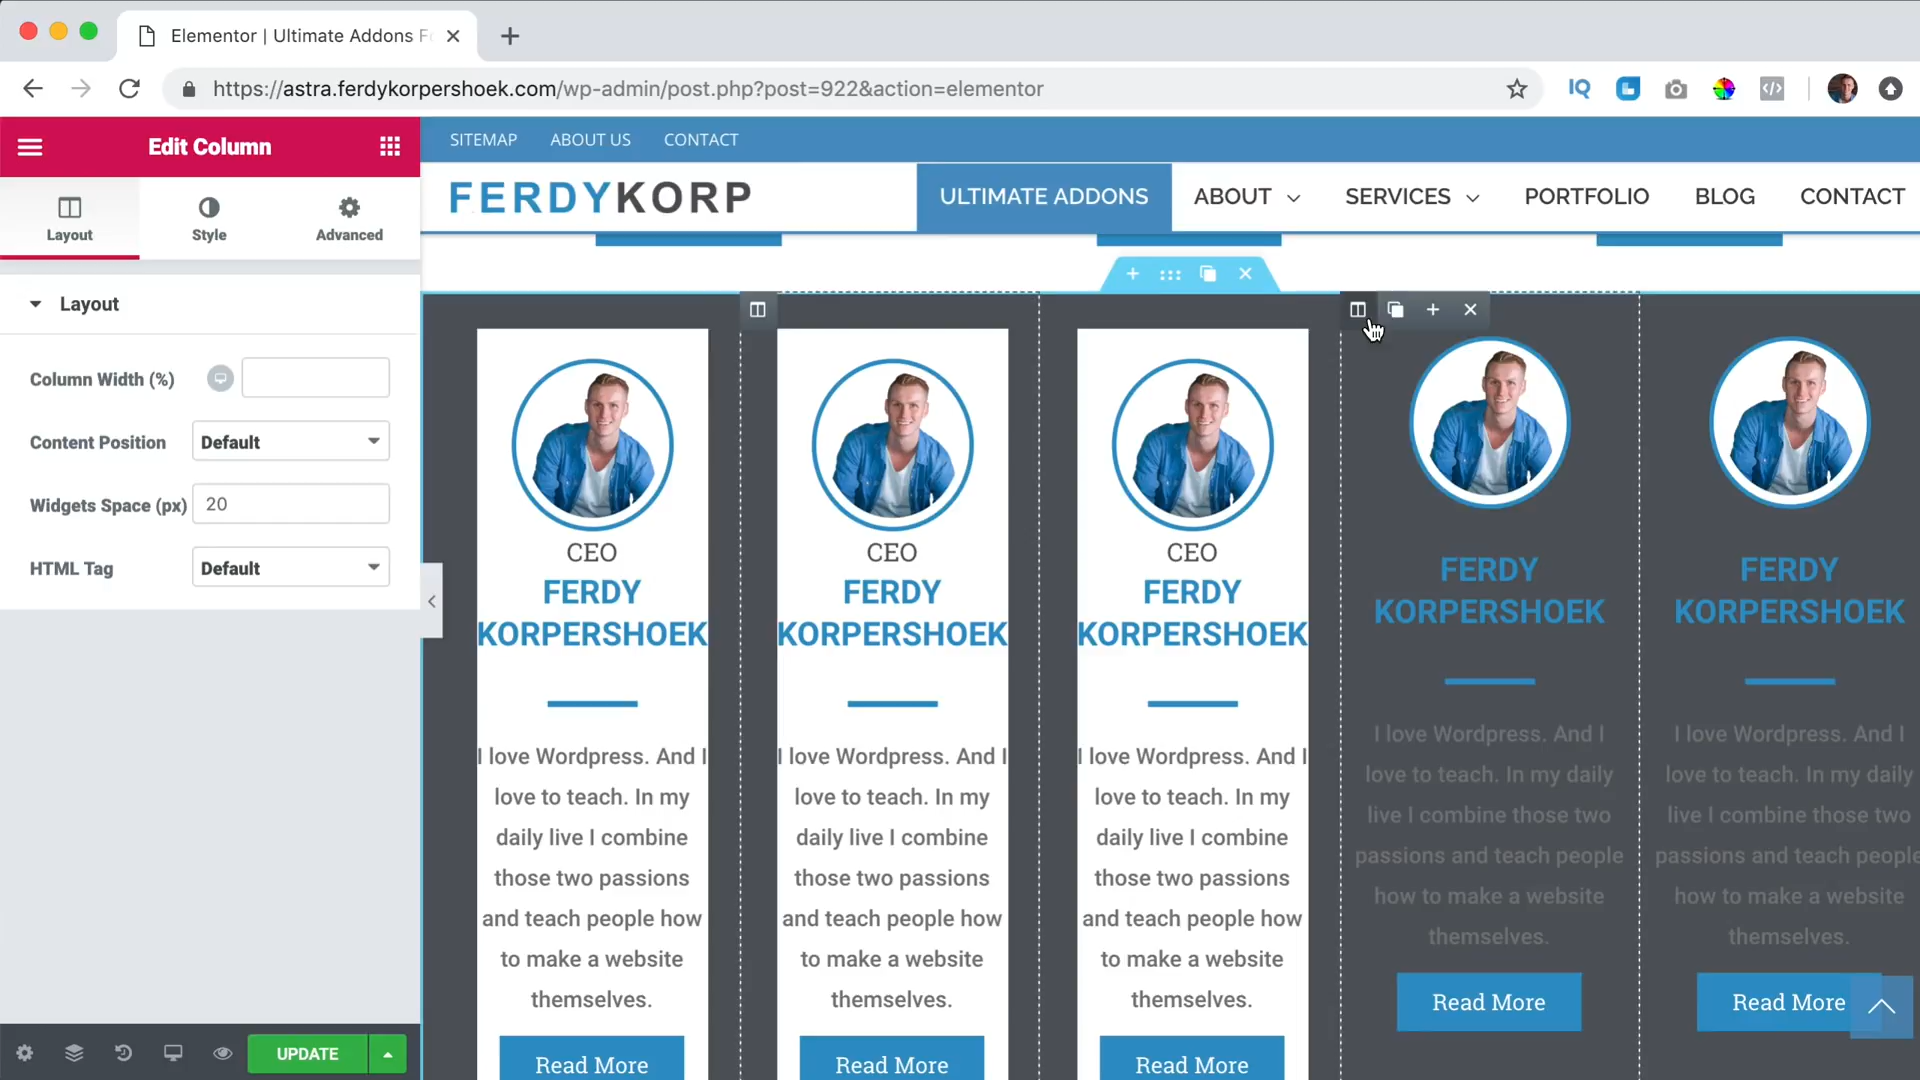 Elementor | Ultimate Addons F
https://astra.ferdykorpershoek.com/wp-admin/post.php?post=922&action=elementor
IQ
Edit Column
Layout
Style
Advanced
Layout
Column Width (%)
Content Position
Default
Widgets Space (px)
20
HTML Tag
Default
UPDATE
SITEMAP
ABOUT US
CONTACT
FERDYKORP
ULTIMATE ADDONS
ABOUT
SERVICES
PORTFOLIO
BLOG
CONTACT
CEO
FERDY
KORPERSHOEK
I love Wordpress. And I
love to teach. In my
daily live I combine
those two passions
and teach people how
to make a website
themselves.
Read More
CEO
FERDY
KORPERSHOEK
I love Wordpress. And I
love to teach. In my
daily live I combine
those two passions
and teach people how
to make a website
themselves.
Read More
CEO
FERDY
KORPERSHOEK
I love Wordpress. And I
love to teach. In my
daily live I combine
those two passions
and teach people how
to make a website
themselves.
Read More
FERDY
KORPERSHOEK
I love Wordpress. And I
love to teach. In my daily
live I combine those two
passions and teach people
how to make a website
themselves.
Read More
FERDY
KORPERSHOEK
I love Wordpress. And I
love to teach. In my daily
live I combine those two
passions and teach people
how to make a website
themselves.
Read More